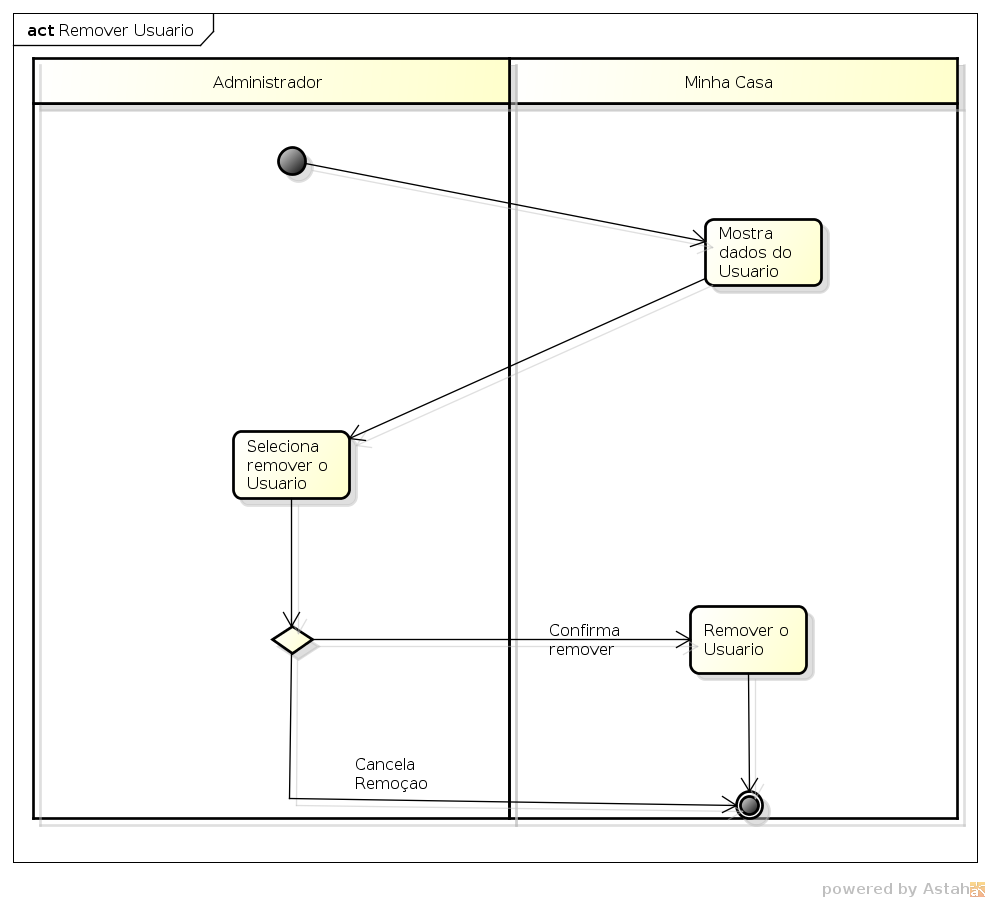 act Remover Usuario
Administrador
Minha Casa
Mostra
dados do
Usuario
Seleciona
remover o
Usuario
Confirma
remover
Remover o
Usuario
Cancela
Remoçao
powered by Astah